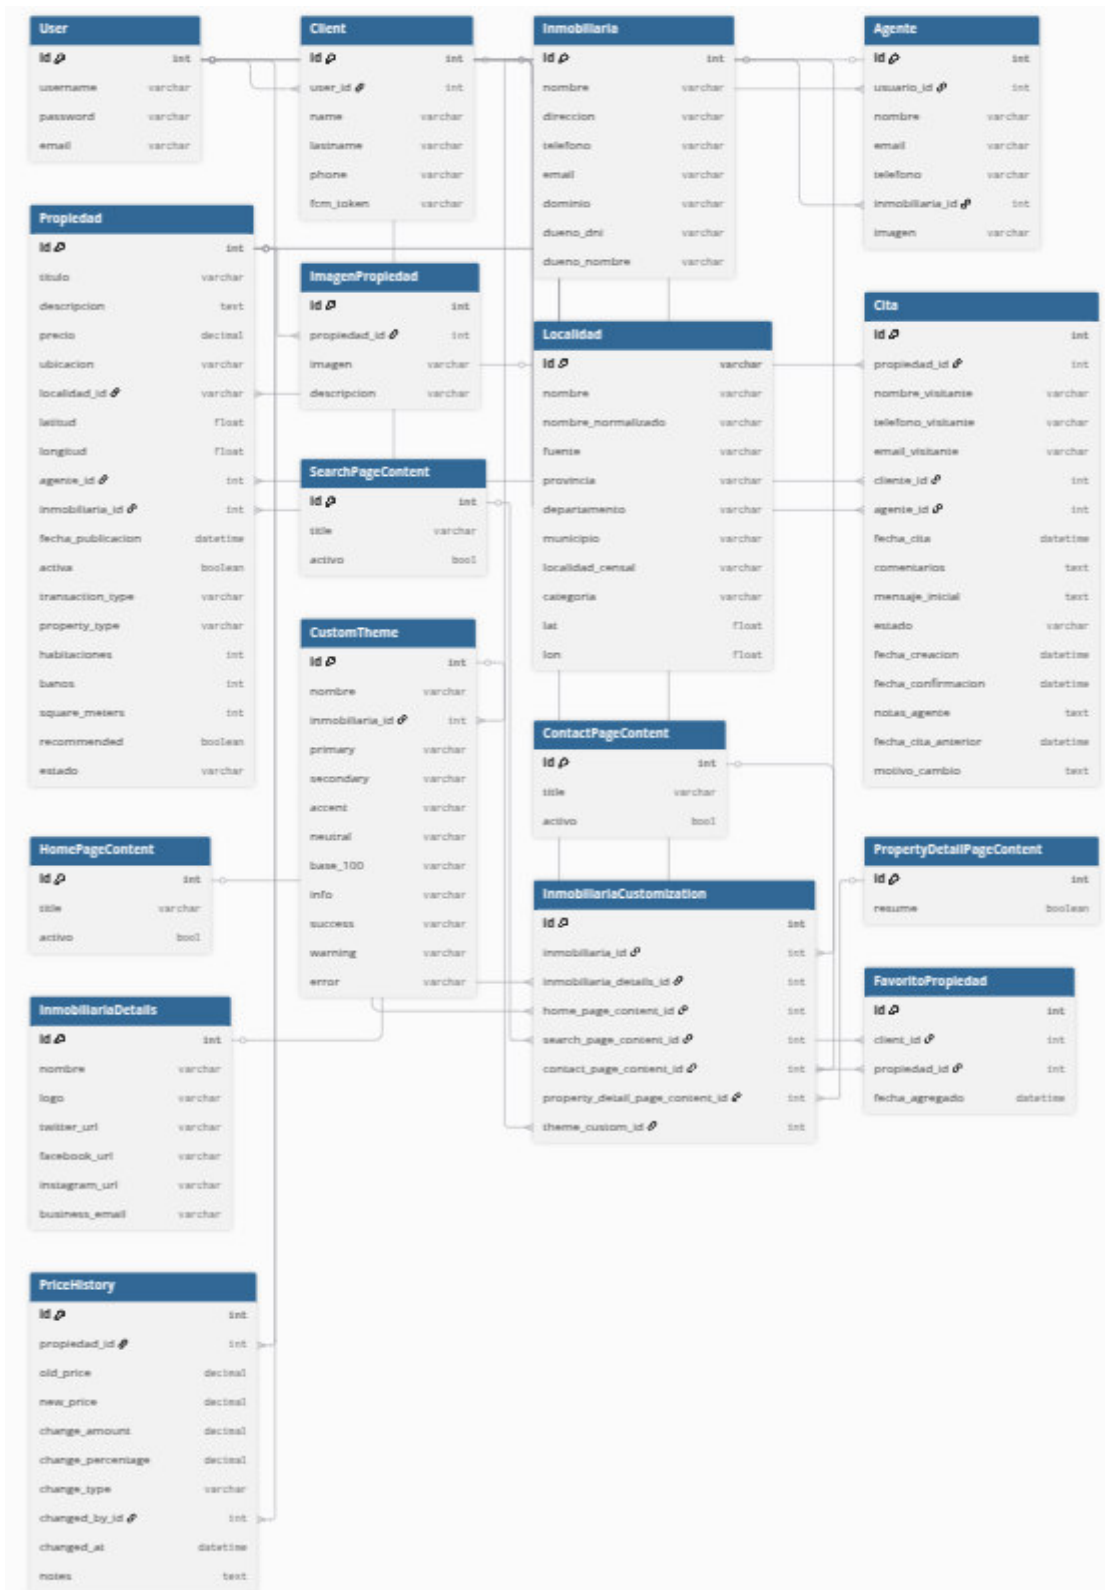 User
id int
username varchar
password varchar
email varchar
Client
id int
user_id int
name varchar
lastname varchar
phone varchar
fcm_token varchar
Inmobiliaria
id int
nombre varchar
direccion varchar
telefono varchar
email varchar
dominio varchar
dueno_dni varchar
dueno_nombre varchar
Agente
id int
usuario_id int
nombre varchar
email varchar
telefono varchar
inmobiliaria_id int
imagen varchar
Propiedad
id int
titulo varchar
descripcion text
precio decimal
ubicacion varchar
localidad_id varchar
latitud float
longitud float
agente_id int
inmobiliaria_id int
fecha_publicacion datetime
activa boolean
transaction_type varchar
property_type varchar
habitaciones int
banos int
square_meters int
recommended boolean
estado varchar
ImagenPropiedad
id int
propiedad_id int
imagen varchar
descripcion varchar
Localidad
id varchar
nombre varchar
nombre_normalizado varchar
fuente varchar
provincia varchar
departamento varchar
municipio varchar
localidad_censal varchar
categoria varchar
lat float
lon float
Cita
id int
propiedad_id int
nombre_visitante varchar
telefono_visitante varchar
email_visitante varchar
cliente_id int
agente_id int
fecha_cita datetime
comentarios text
mensaje_inicial text
estado varchar
fecha_creacion datetime
fecha_confirmacion datetime
notas_agente text
fecha_cita_anterior datetime
motivo_cambio text
SearchPageContent
id int
title varchar
activo bool
CustomTheme
id int
nombre varchar
inmobiliaria_id int
primary varchar
secondary varchar
accent varchar
neutral varchar
base_100 varchar
info varchar
success varchar
warning varchar
error varchar
ContactPageContent
id int
title varchar
activo bool
HomePageContent
id int
title varchar
activo bool
InmobiliariaCustomization
id int
inmobiliaria_id int
inmobiliaria_details_id int
home_page_content_id int
search_page_content_id int
contact_page_content_id int
property_detail_page_content_id int
theme_custom_id int
PropertyDetailPageContent
id int
resume boolean
FavoritoPropiedad
id int
client_id int
propiedad_id int
fecha_agregado datetime
InmobiliariaDetails
id int
nombre varchar
logo varchar
twitter_url varchar
facebook_url varchar
instagram_url varchar
business_email varchar
PriceHistory
id int
propiedad_id int
old_price decimal
new_price decimal
change_amount decimal
change_percentage decimal
change_type varchar
changed_by_id int
changed_at datetime
notes text